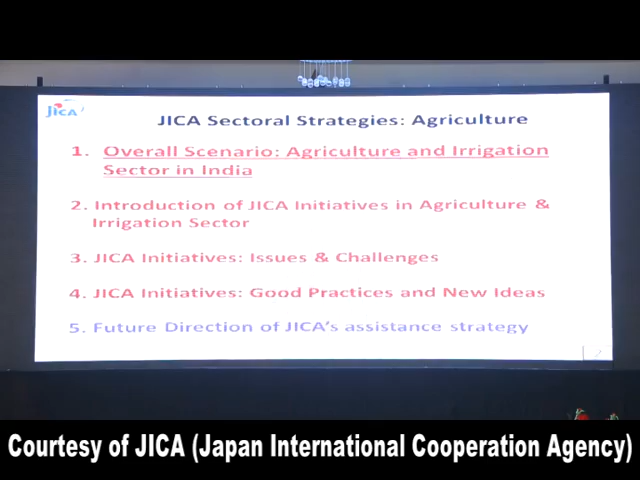 JICA
JICA Sectoral Strategies: Agriculture
1. Overall Scenario: Agriculture and Irrigation
Sector in India
2. Introduction of JICA Initiatives in Agriculture &
Irrigation Sector
3. JICA Initiatives: Issues & Challenges
4. JICA Initiatives: Good Practices and New Ideas
5. Future Direction of JICA's assistance strategy
Courtesy of JICA (Japan International Cooperation Agency)